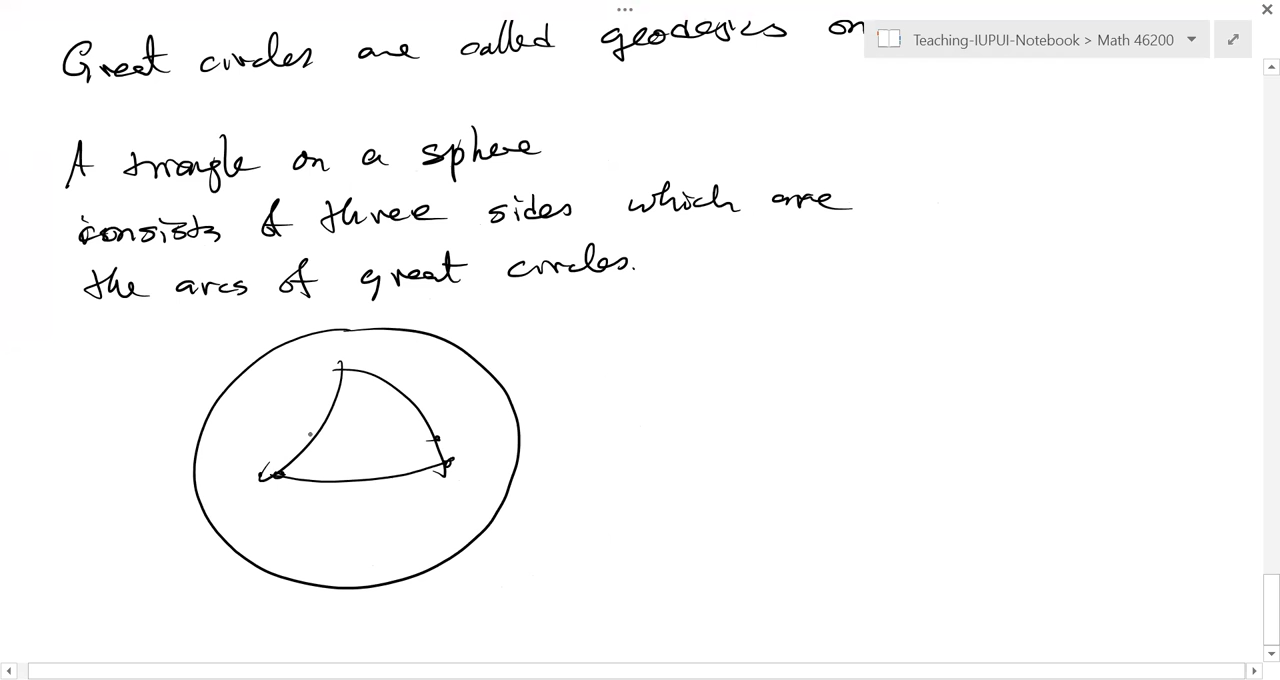 Great circles are called geodesics on
Teaching-IUPUI-Notebook > Math 46200
A triangle on a sphere
consists of three sides which are
the arcs of great circles.